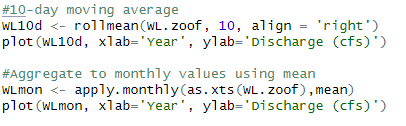 #10-day moving average
WL10d <- rollmean(WL.zoof, 10, align = 'right')
plot(WL10d, xlab='Year', ylab='Discharge (cfs)')
#Aggregate to monthly values using mean
WLmon <- apply.monthly(as.xts(WL.zoof),mean)
plot(WLmon, xlab='Year', ylab='Discharge (cfs)')